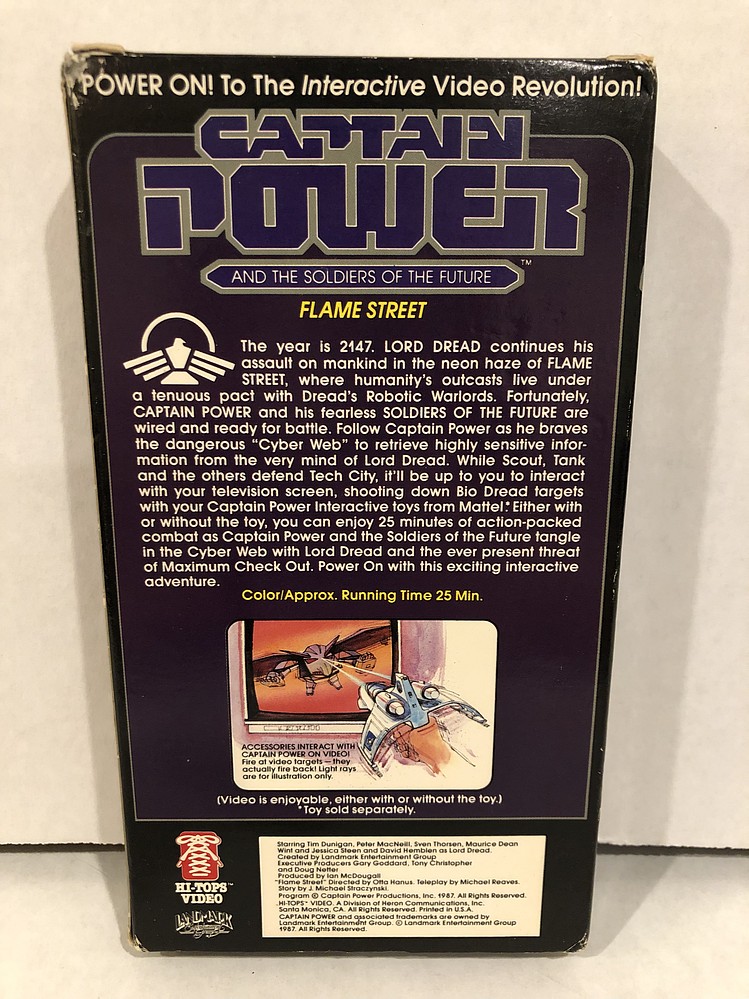 POWER ON! To The Interactive Video Revolution!
CAPTAIN
POWER
AND THE SOLDIERS OF THE FUTURE ™
FLAME STREET
The year is 2147. LORD DREAD continues his
assault on mankind in the neon haze of FLAME
STREET, where humanity's outcasts live under
a tenuous pact with Dread's Robotic Warlords. Fortunately,
CAPTAIN POWER and his fearless SOLDIERS OF THE FUTURE are
wired and ready for battle. Follow Captain Power as he braves
the dangerous "Cyber Web" to retrieve highly sensitive infor-
mation from the very mind of Lord Dread. While Scout, Tank
and the others defend Tech City, it'll be up to you to interact
with your television screen, shooting down Bio Dread targets
with your Captain Power Interactive toys from Mattel.* Either with
or without the toy, you can enjoy 25 minutes of action-packed
combat as Captain Power and the Soldiers of the Future tangle
in the Cyber Web with Lord Dread and the ever present threat
of Maximum Check Out. Power On with this exciting interactive
adventure.
Color/Approx. Running Time 25 Min.
ACCESSORIES INTERACT WITH
CAPTAIN POWER ON VIDEO!
Fire at video targets — they
actually fire back! Light rays
are for illustration only.
(Video is enjoyable, either with or without the toy.)
*Toy sold separately.
HI-TOPS™
VIDEO
LANDMARK
Starring Tim Dunigan, Peter MacNeill, Sven Thorsen, Maurice Dean
Wint and Jessica Steen and David Hemblen as Lord Dread.
Created by Landmark Entertainment Group
Executive Producers Gary Goddard, Tony Christopher
and Doug Netter
Produced by Ian McDougall
"Flame Street" Directed by Otta Hanus. Teleplay by Michael Reaves.
Story by J. Michael Straczynski.
Program © Captain Power Productions, Inc. 1987. All Rights Reserved.
HI-TOPS™ VIDEO. A Division of Heron Communications, Inc.
Santa Monica, CA. All Rights Reserved. Printed in U.S.A.
CAPTAIN POWER and associated trademarks are owned by
Landmark Entertainment Group. © Landmark Entertainment Group
1987. All Rights Reserved.